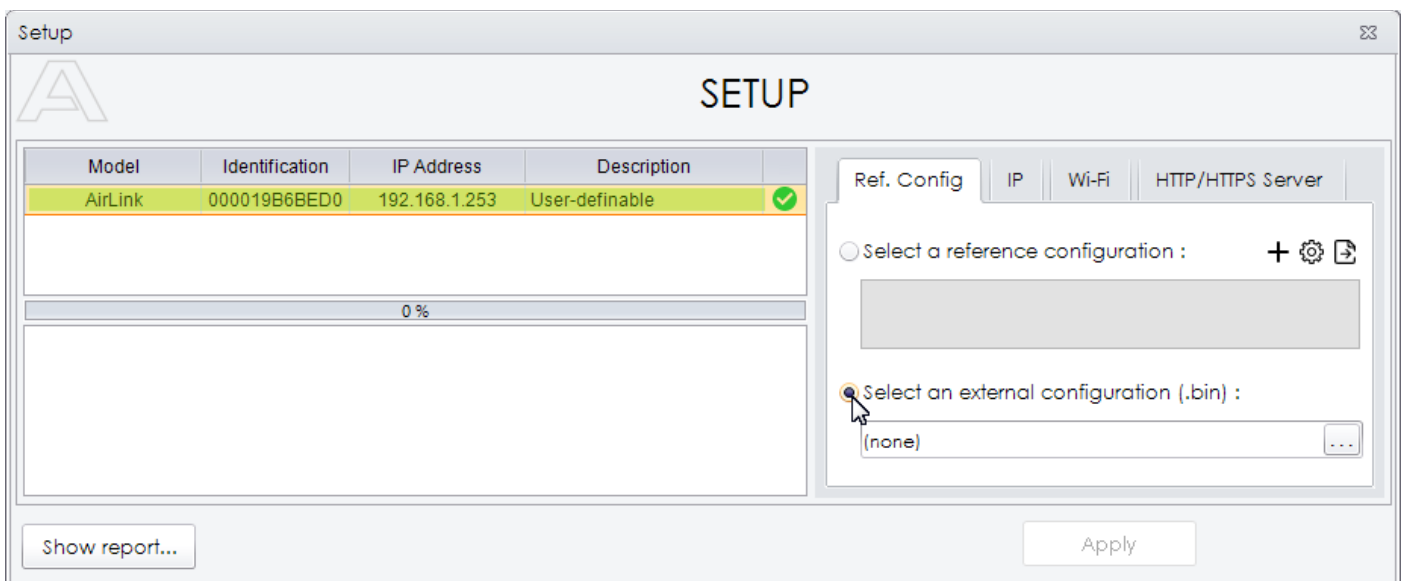 Setup
SETUP
Model Identification IP Address Description
AirLink 000019B6BED0 192.168.1.253 User-definable
0 %
Ref. Config IP Wi-Fi HTTP/HTTPS Server
Select a reference configuration :
Select an external configuration (.bin) :
(none) ...
Show report... Apply